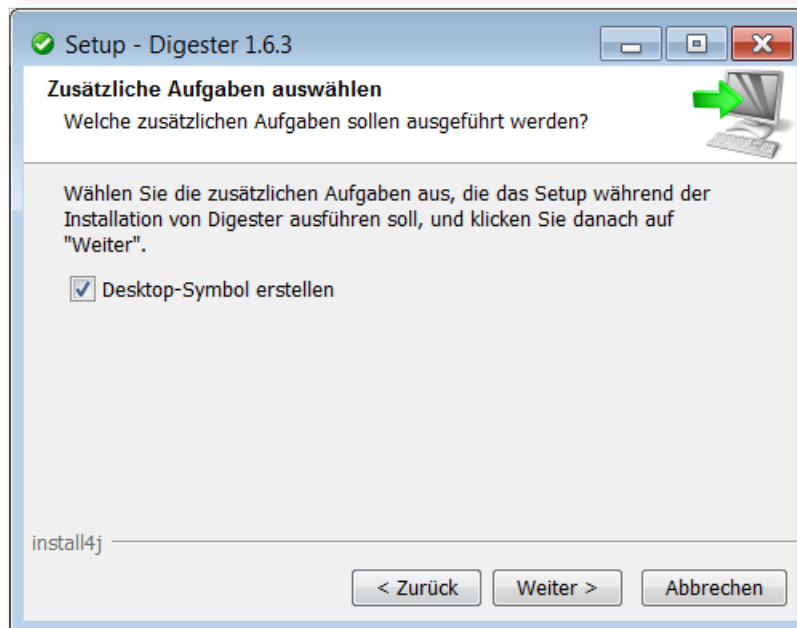 Setup - Digester 1.6.3
Zusätzliche Aufgaben auswählen
Welche zusätzlichen Aufgaben sollen ausgeführt werden?
Wählen Sie die zusätzlichen Aufgaben aus, die das Setup während der
Installation von Digester ausführen soll, und klicken Sie danach auf
"Weiter".
Desktop-Symbol erstellen
install4j
< Zurück
Weiter >
Abbrechen